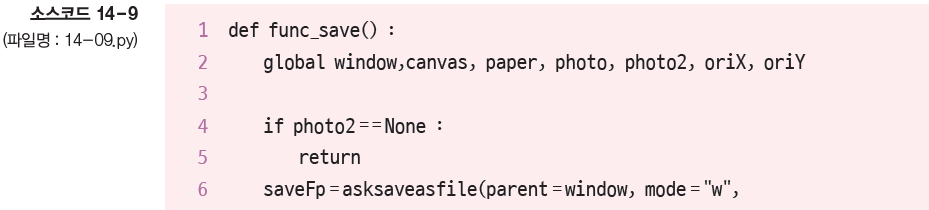 소스코드 14-9
(파일명 : 14-09.py)
1 def func_save() :
2 global window,canvas, paper, photo, photo2, oriX, oriY
3
4 if photo2==None :
5 return
6 saveFp=asksaveasfile(parent=window, mode="w",